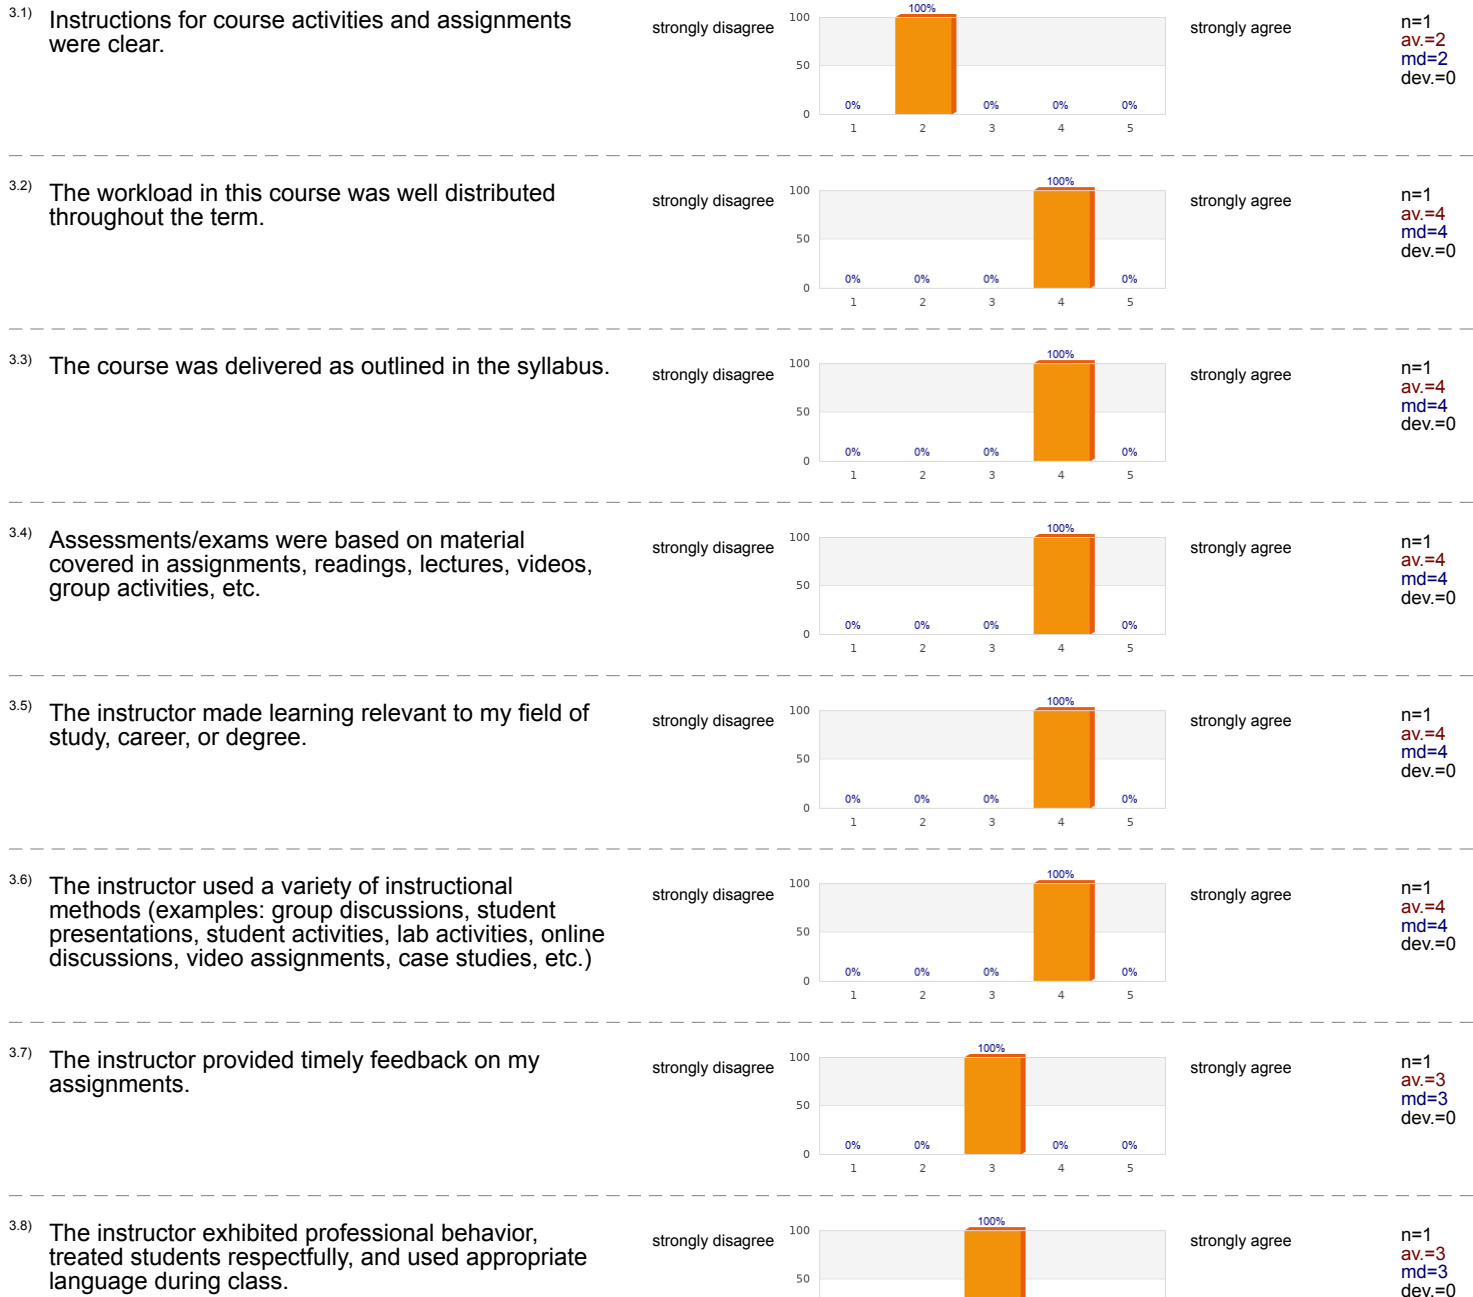 3.1) Instructions for course activities and assignments
were clear.
strongly disagree
100
50
0
100%
0% 0% 0% 0%
1 2 3 4 5
strongly agree
n=1
av.=2
md=2
dev.=0
3.2) The workload in this course was well distributed
throughout the term.
strongly disagree
100
50
0
100%
0% 0% 0% 0%
1 2 3 4 5
strongly agree
n=1
av.=4
md=4
dev.=0
3.3) The course was delivered as outlined in the syllabus.
strongly disagree
100
50
0
100%
0% 0% 0% 0%
1 2 3 4 5
strongly agree
n=1
av.=4
md=4
dev.=0
3.4) Assessments/exams were based on material
covered in assignments, readings, lectures, videos,
group activities, etc.
strongly disagree
100
50
0
100%
0% 0% 0% 0%
1 2 3 4 5
strongly agree
n=1
av.=4
md=4
dev.=0
3.5) The instructor made learning relevant to my field of
study, career, or degree.
strongly disagree
100
50
0
100%
0% 0% 0% 0%
1 2 3 4 5
strongly agree
n=1
av.=4
md=4
dev.=0
3.6) The instructor used a variety of instructional
methods (examples: group discussions, student
presentations, student activities, lab activities, online
discussions, video assignments, case studies, etc.)
strongly disagree
100
50
0
100%
0% 0% 0% 0%
1 2 3 4 5
strongly agree
n=1
av.=4
md=4
dev.=0
3.7) The instructor provided timely feedback on my
assignments.
strongly disagree
100
50
0
100%
0% 0% 0% 0%
1 2 3 4 5
strongly agree
n=1
av.=3
md=3
dev.=0
3.8) The instructor exhibited professional behavior,
treated students respectfully, and used appropriate
language during class.
strongly disagree
100
50
100%
strongly agree
n=1
av.=3
md=3
dev.=0